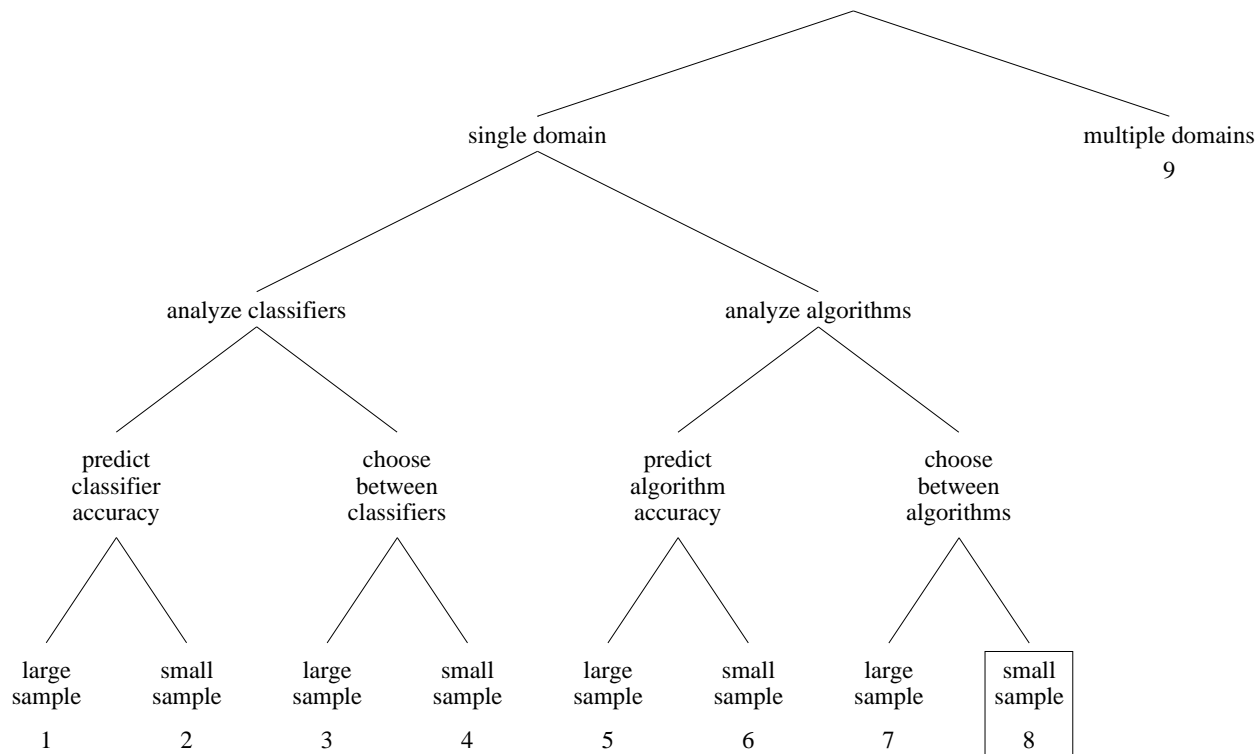 single domain
multiple domains
9
analyze classifiers
analyze algorithms
predict
classifier
accuracy
choose
between
classifiers
predict
algorithm
accuracy
choose
between
algorithms
large
sample
1
small
sample
2
large
sample
3
small
sample
4
large
sample
5
small
sample
6
large
sample
7
small
sample
8